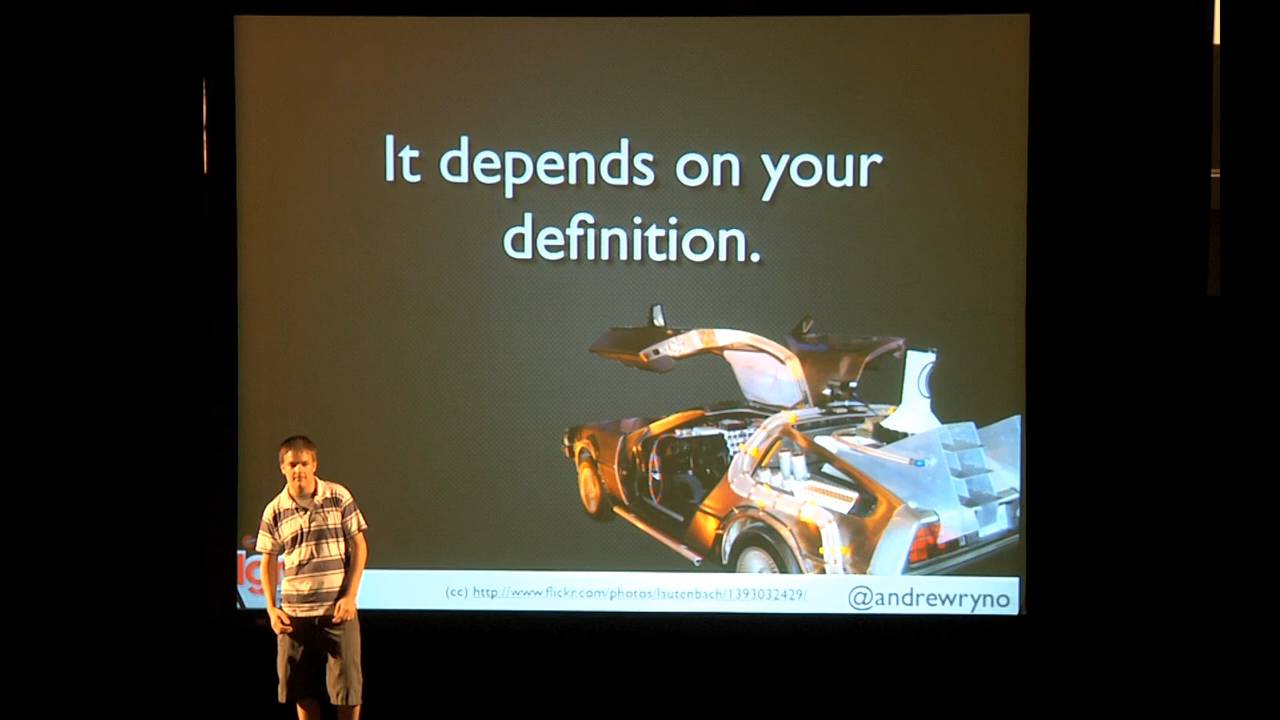 It depends on your
definition.
(cc) http://www.flickr.com/photos/lautenbach/1393032429/
@andrewryno